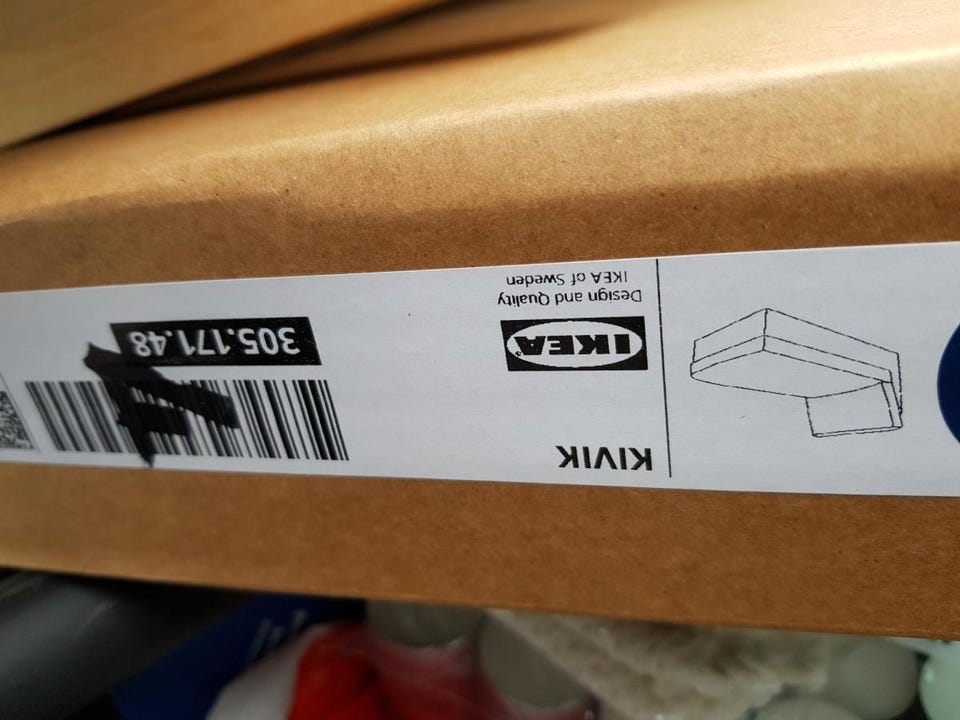 KIVIK
IKEA®
Design and Quality
IKEA of Sweden
305.171.48